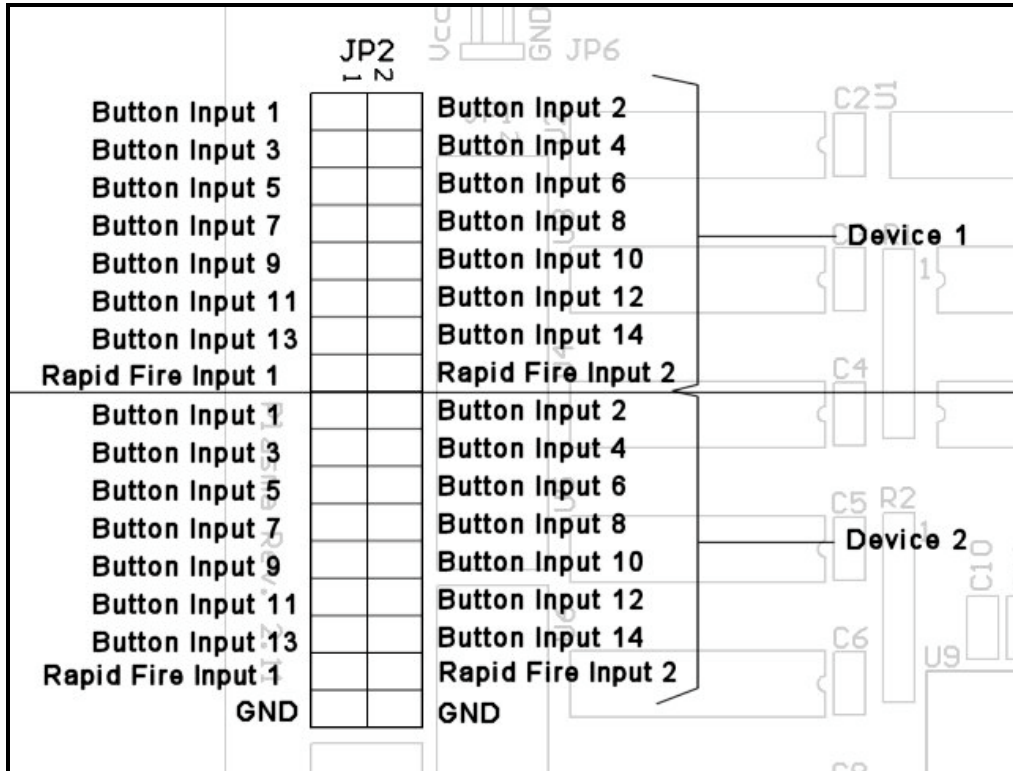 VCC GND JP6
JP2
1 2
C2 U1
Button Input 1 Button Input 2
Button Input 3 Button Input 4
Button Input 5 Button Input 6
Button Input 7 Button Input 8
Device 1
Button Input 9 Button Input 10
1
Button Input 11 Button Input 12
Button Input 13 Button Input 14
Rapid Fire Input 1 Rapid Fire Input 2
C4
Button Input 1 Button Input 2
Button Input 3 Button Input 4
Button Input 5 Button Input 6
C5 R2
Button Input 7 Button Input 8
1
Device 2
Button Input 9 Button Input 10
C10
Button Input 11 Button Input 12
Button Input 13 Button Input 14
C6
U9
Rapid Fire Input 1 Rapid Fire Input 2
GND GND